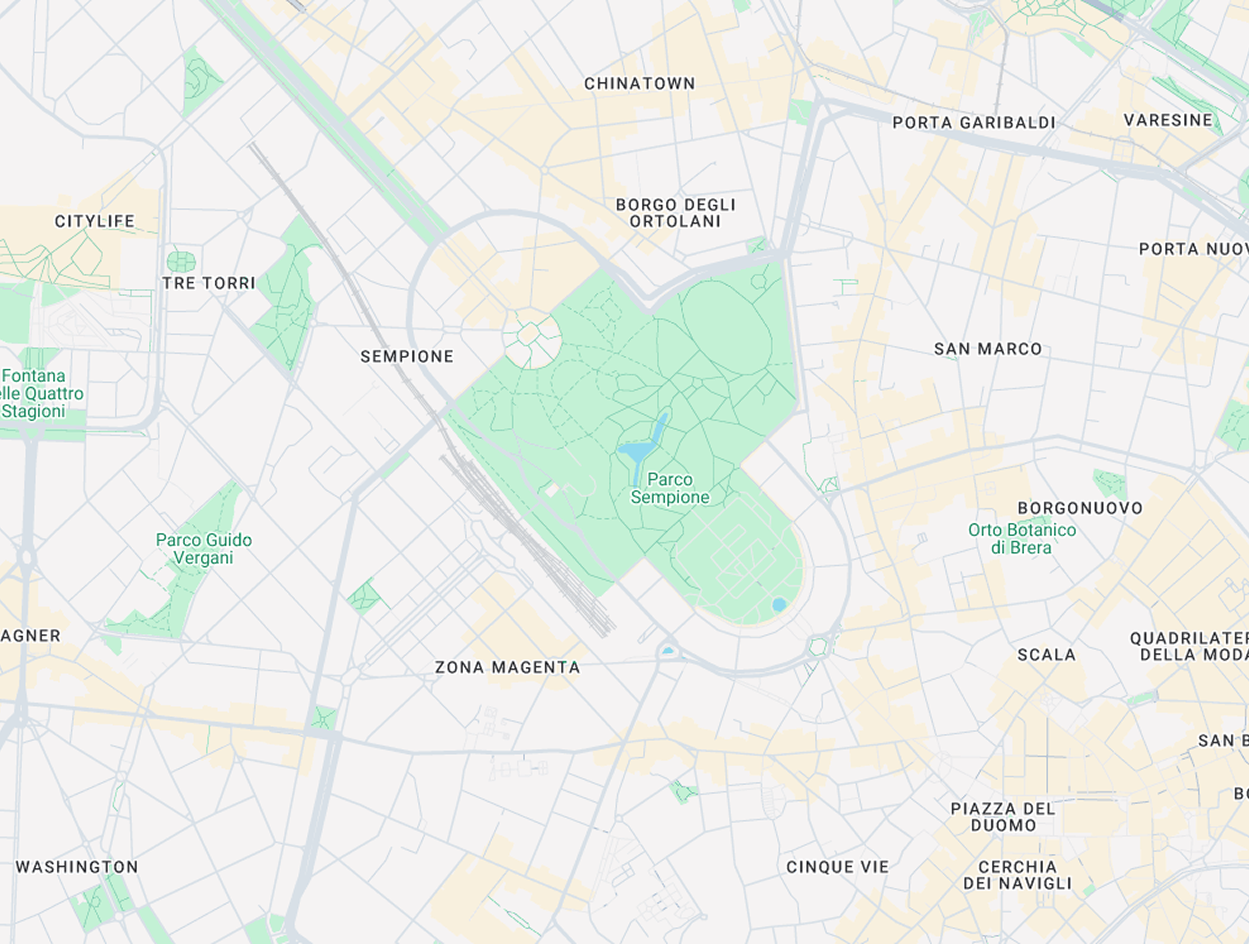 CHINATOWN
PORTA GARIBALDI
VARESINE
BORGO DEGLI
ORTOLANI
CITYLIFE
PORTA NUOV
TRE TORRI
SEMPIONE
SAN MARCO
Fontana
elle Quattro
Stagioni
Parco
Sempione
BORGONUOVO
Orto Botanico
di Brera
Parco Guido
Vergani
AGNER
ZONA MAGENTA
SCALA
QUADRILATER
DELLA MODA
SAN B
BO
PIAZZA DEL
DUOMO
WASHINGTON
CINQUE VIE
CERCHIA
DEI NAVIGLI